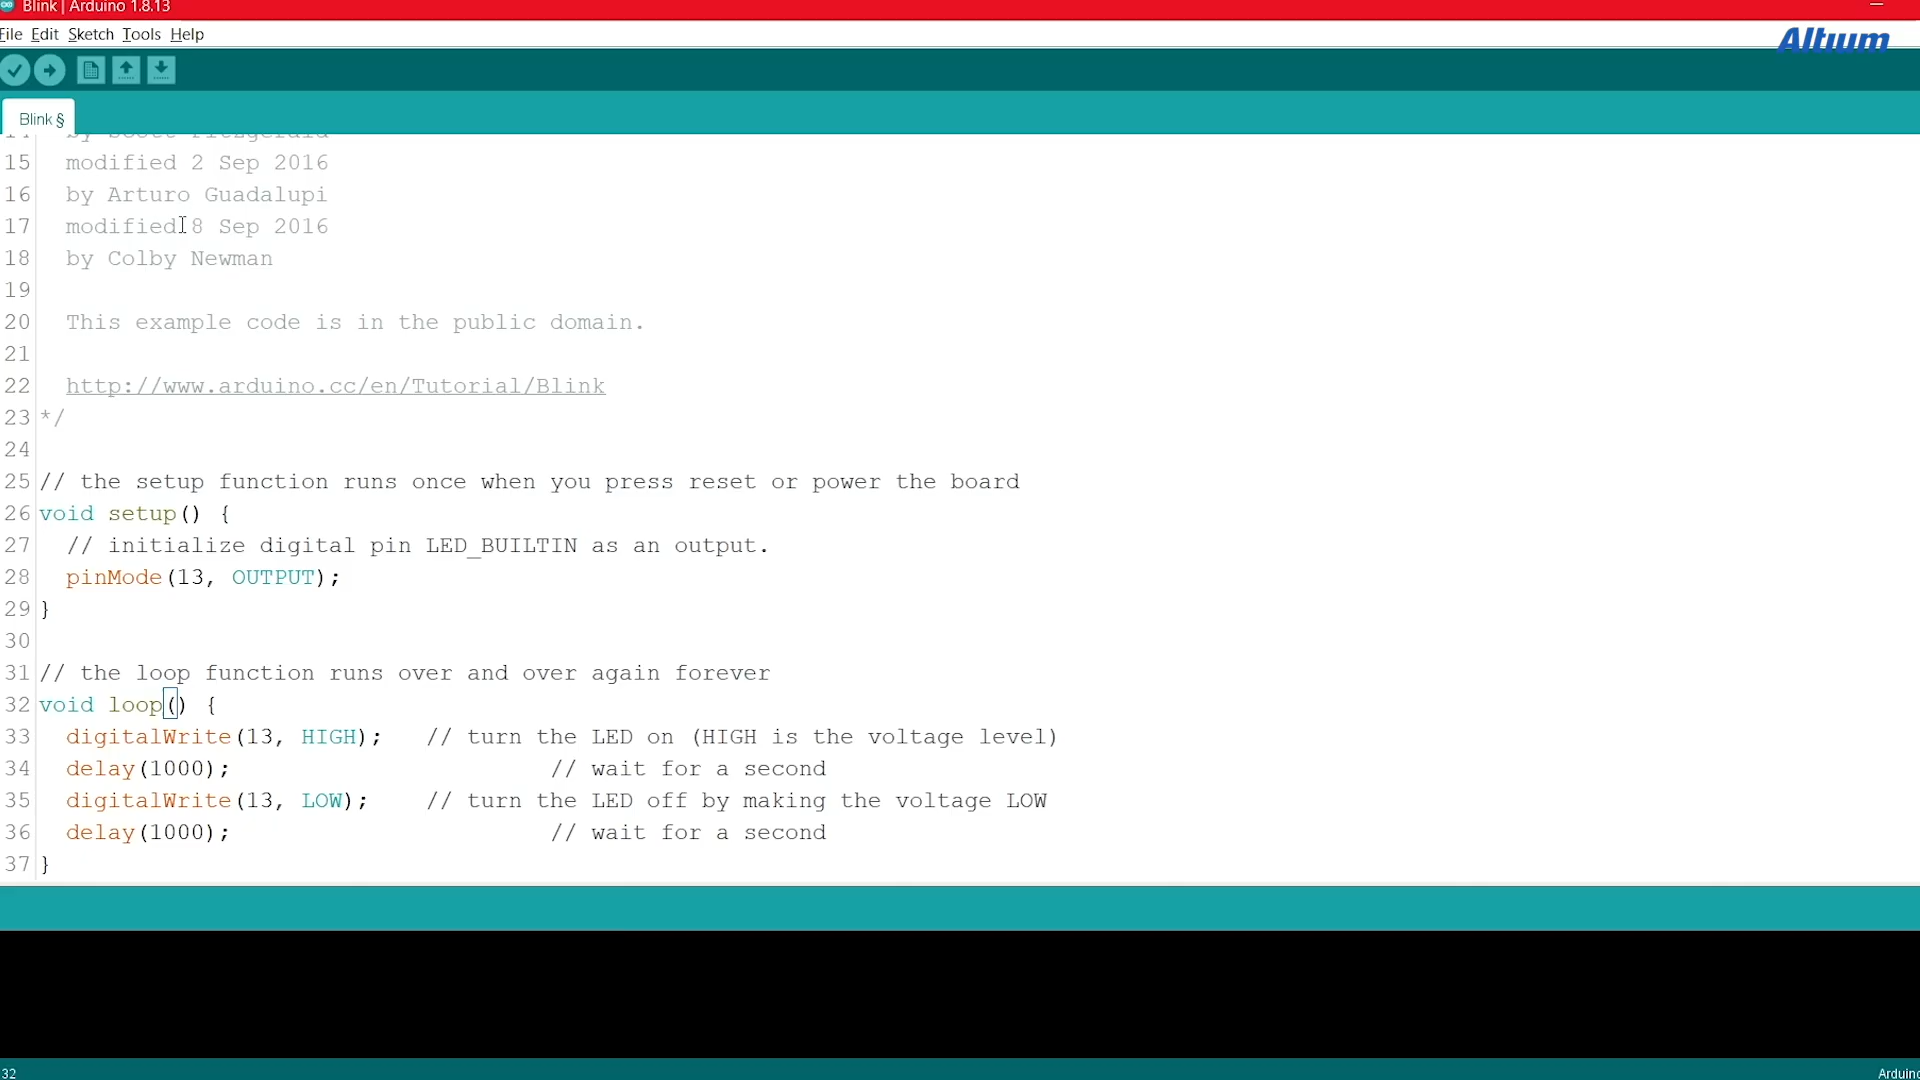 Blink | Arduino 1.8.13
File Edit Sketch Tools Help
Altium
Blink §
15 modified 2 Sep 2016
16 by Arturo Guadalupi
17 modified 8 Sep 2016
18 by Colby Newman
19
20 This example code is in the public domain.
21
22 http://www.arduino.cc/en/Tutorial/Blink
23 */
24
25 // the setup function runs once when you press reset or power the board
26 void setup() {
27 // initialize digital pin LED_BUILTIN as an output.
28 pinMode(13, OUTPUT);
29 }
30
31 // the loop function runs over and over again forever
32 void loop() {
33 digitalWrite(13, HIGH); // turn the LED on (HIGH is the voltage level)
34 delay(1000); // wait for a second
35 digitalWrite(13, LOW); // turn the LED off by making the voltage LOW
36 delay(1000); // wait for a second
37 }
32